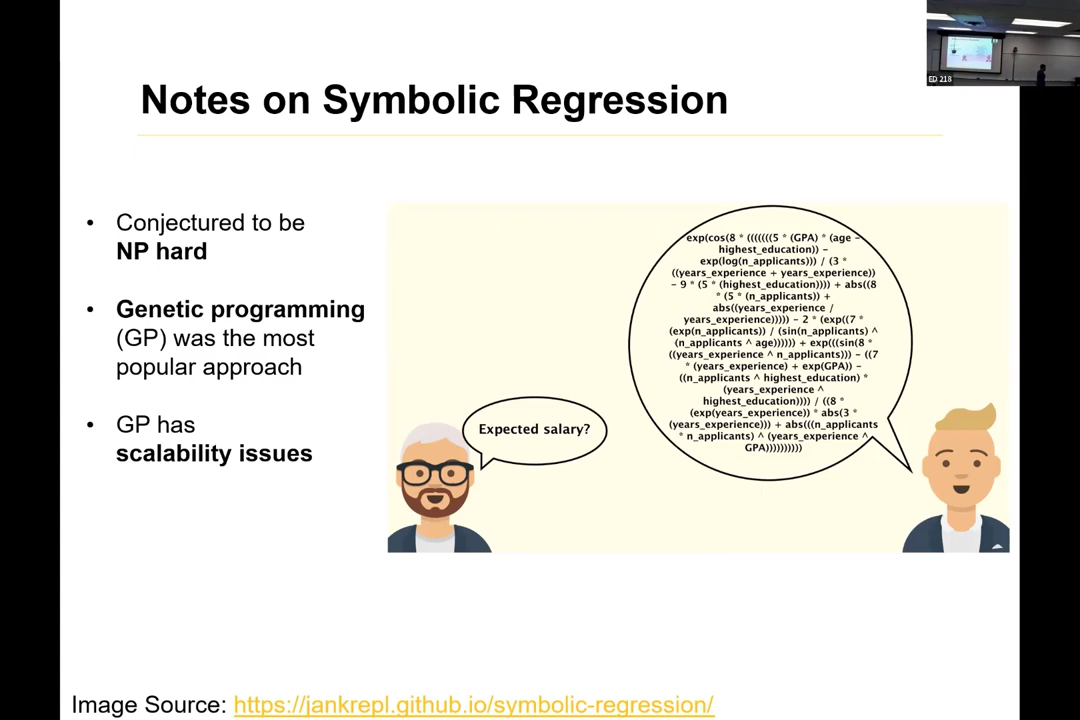 ED 218
Notes on Symbolic Regression
• Conjectured to be
NP hard
• Genetic programming
(GP) was the most
popular approach
• GP has
scalability issues
Expected salary?
exp(cos(8 * (((((((5 * (GPA) * (age -
highest_education)) -
exp(log(n_applicants))) / (3 *
((years_experience + years_experience))
- 9 * (5 * (highest_education)))) + abs((8
* (5 * (n_applicants)) +
abs((years_experience /
years_experience))))) - 2 * (exp((7 *
(exp(n_applicants)) / (sin(n_applicants) ^
(n_applicants ^ age)))))) + exp(((sin(8 *
((years_experience ^ n_applicants))) - ((7
* (years_experience) + exp(GPA)) -
((n_applicants ^ highest_education) *
(years_experience ^
highest_education)))) / ((8 *
(exp(years_experience)) * abs(3 *
(years_experience)) + abs(((n_applicants
* n_applicants) ^ (years_experience ^
GPA))))))))))
Image Source: https://jankrepl.github.io/symbolic-regression/